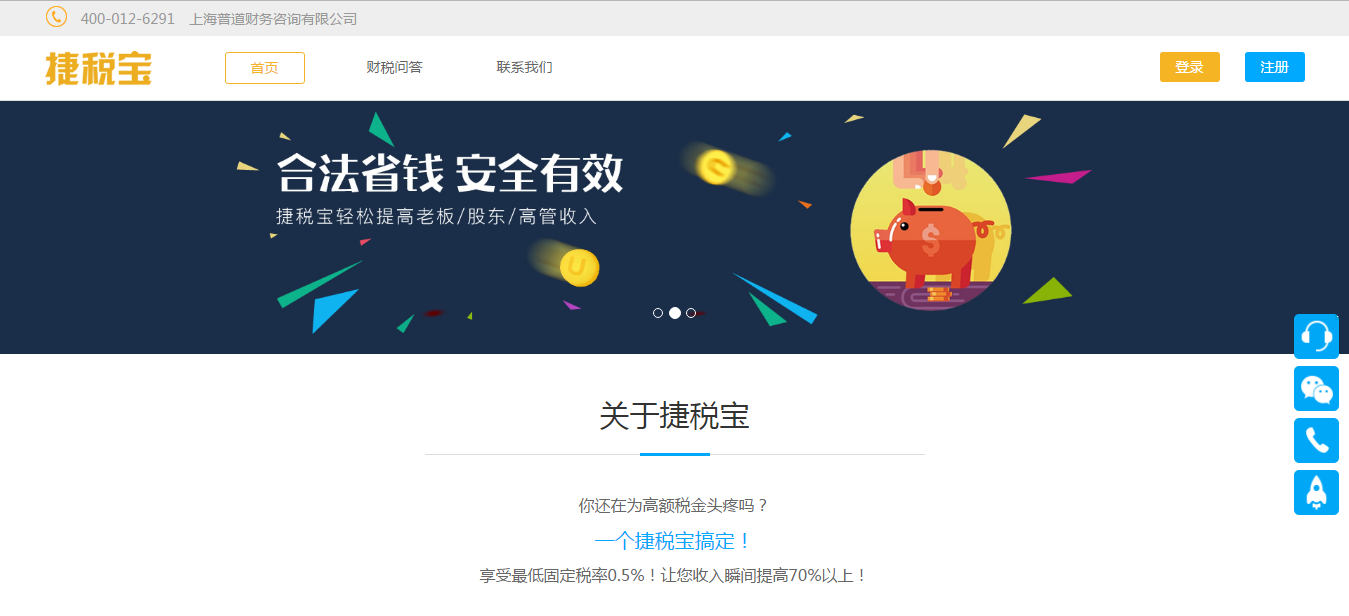 400-012-6291 上海普道财务咨询有限公司
捷税宝 首页 财税问答 联系我们 登录 注册
合法省钱 安全有效
捷税宝轻松提高老板/股东/高管收入
U
$
关于捷税宝
你还在为高额税金头疼吗？
一个捷税宝搞定！
享受最低固定税率0.5%！让您收入瞬间提高70%以上！